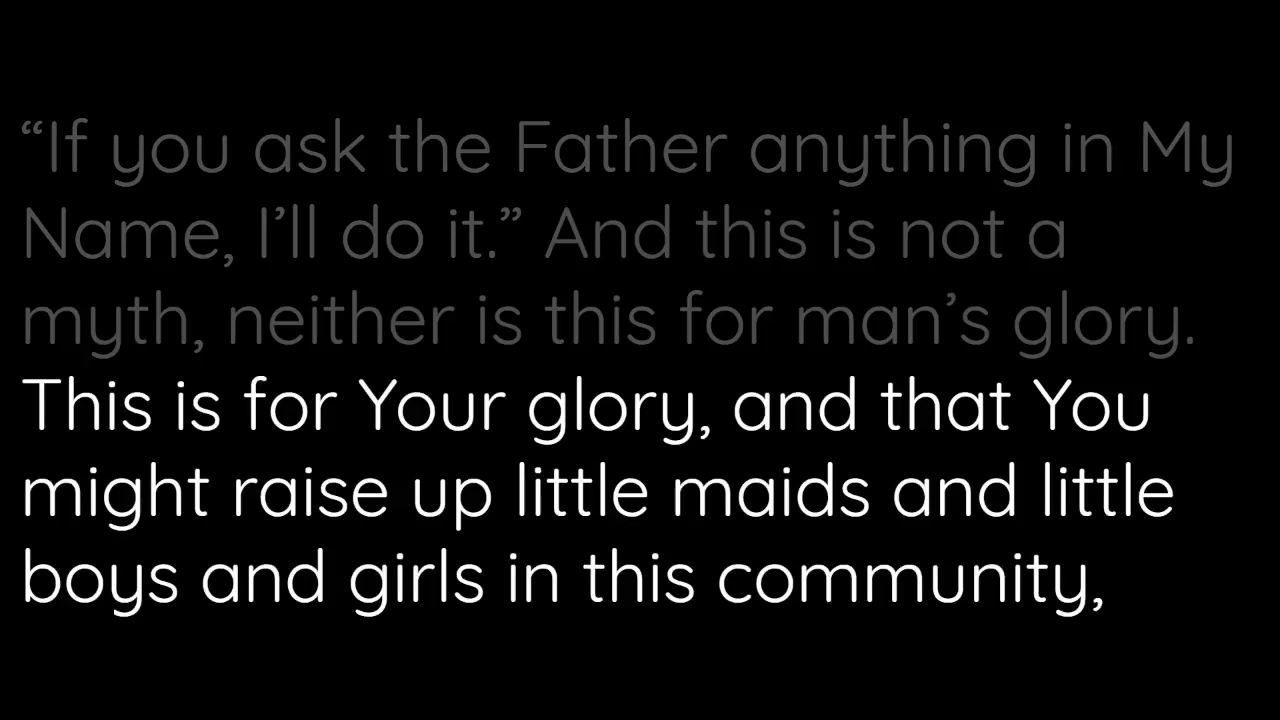 “If you ask the Father anything in My
Name, I’ll do it.” And this is not a
myth, neither is this for man’s glory.
This is for Your glory, and that You
might raise up little maids and little
boys and girls in this community,